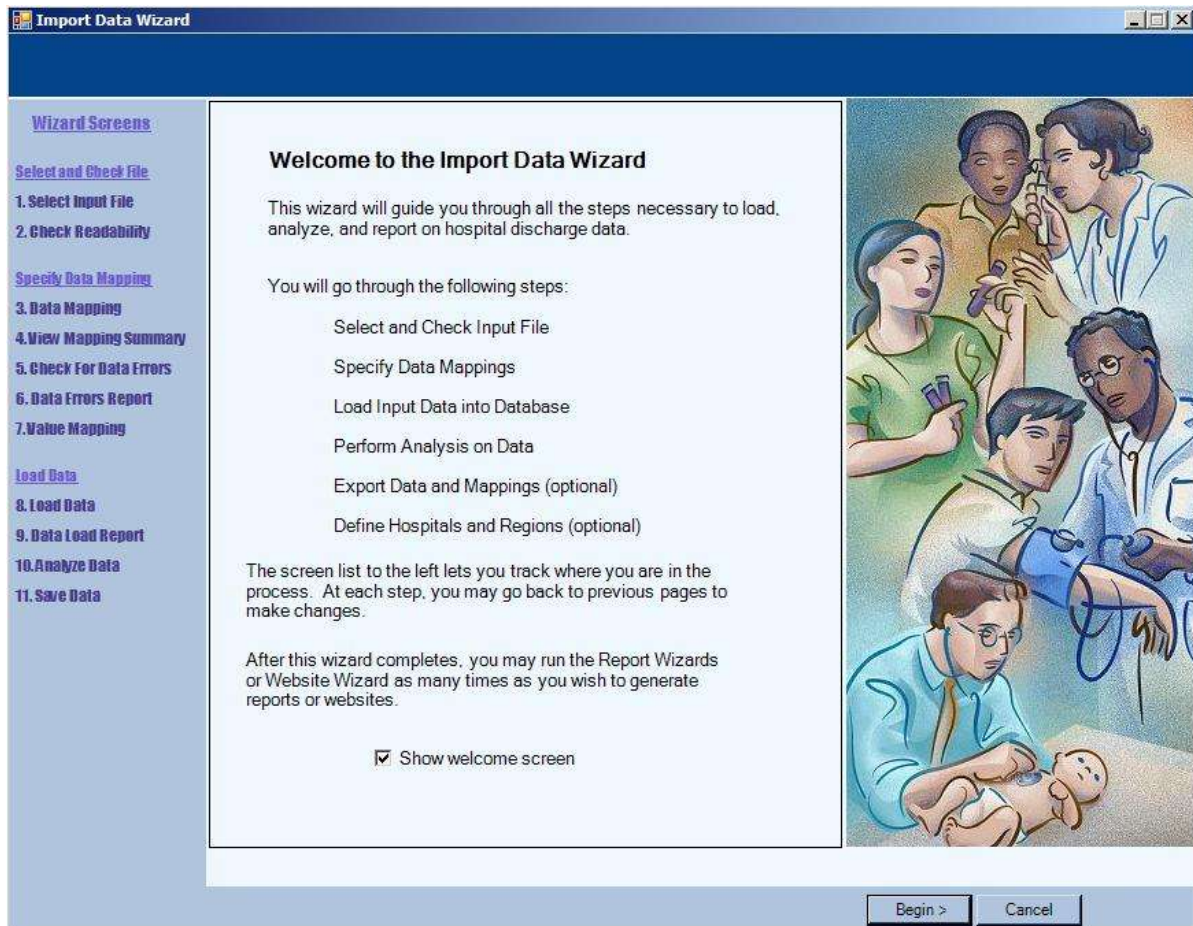 Import Data Wizard
Wizard Screens
Select and Check File
1. Select Input File
2. Check Readability
Specify Data Mapping
3. Data Mapping
4.View Mapping Summary
5. Check For Data Errors
6. Data Errors Report
7.Value Mapping
Load Data
8. Load Data
9. Data Load Report
10.Analyze Data
11. Save Data
Welcome to the Import Data Wizard
This wizard will guide you through all the steps necessary to load,
analyze, and report on hospital discharge data.
You will go through the following steps:
Select and Check Input File
Specify Data Mappings
Load Input Data into Database
Perform Analysis on Data
Export Data and Mappings (optional)
Define Hospitals and Regions (optional)
The screen list to the left lets you track where you are in the
process. At each step, you may go back to previous pages to
make changes.
After this wizard completes, you may run the Report Wizards
or Website Wizard as many times as you wish to generate
reports or websites.
Show welcome screen
Begin >
Cancel